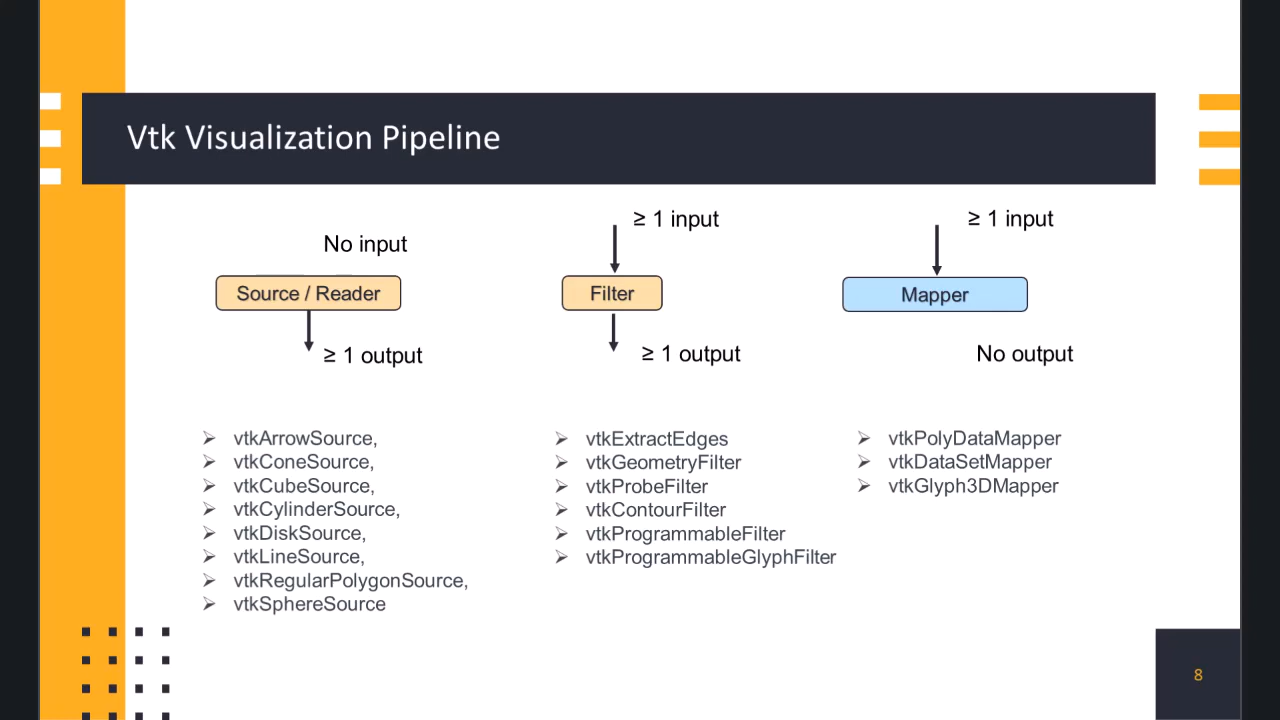 Vtk Visualization Pipeline
No input
Source / Reader
≥ 1 output
vtkArrowSource,
vtkConeSource,
vtkCubeSource,
vtkCylinderSource,
vtkDiskSource,
vtkLineSource,
vtkRegularPolygonSource,
vtkSphereSource
≥ 1 input
Filter
≥ 1 output
vtkExtractEdges
vtkGeometryFilter
vtkProbeFilter
vtkContourFilter
vtkProgrammableFilter
vtkProgrammableGlyphFilter
≥ 1 input
Mapper
No output
vtkPolyDataMapper
vtkDataSetMapper
vtkGlyph3DMapper
8